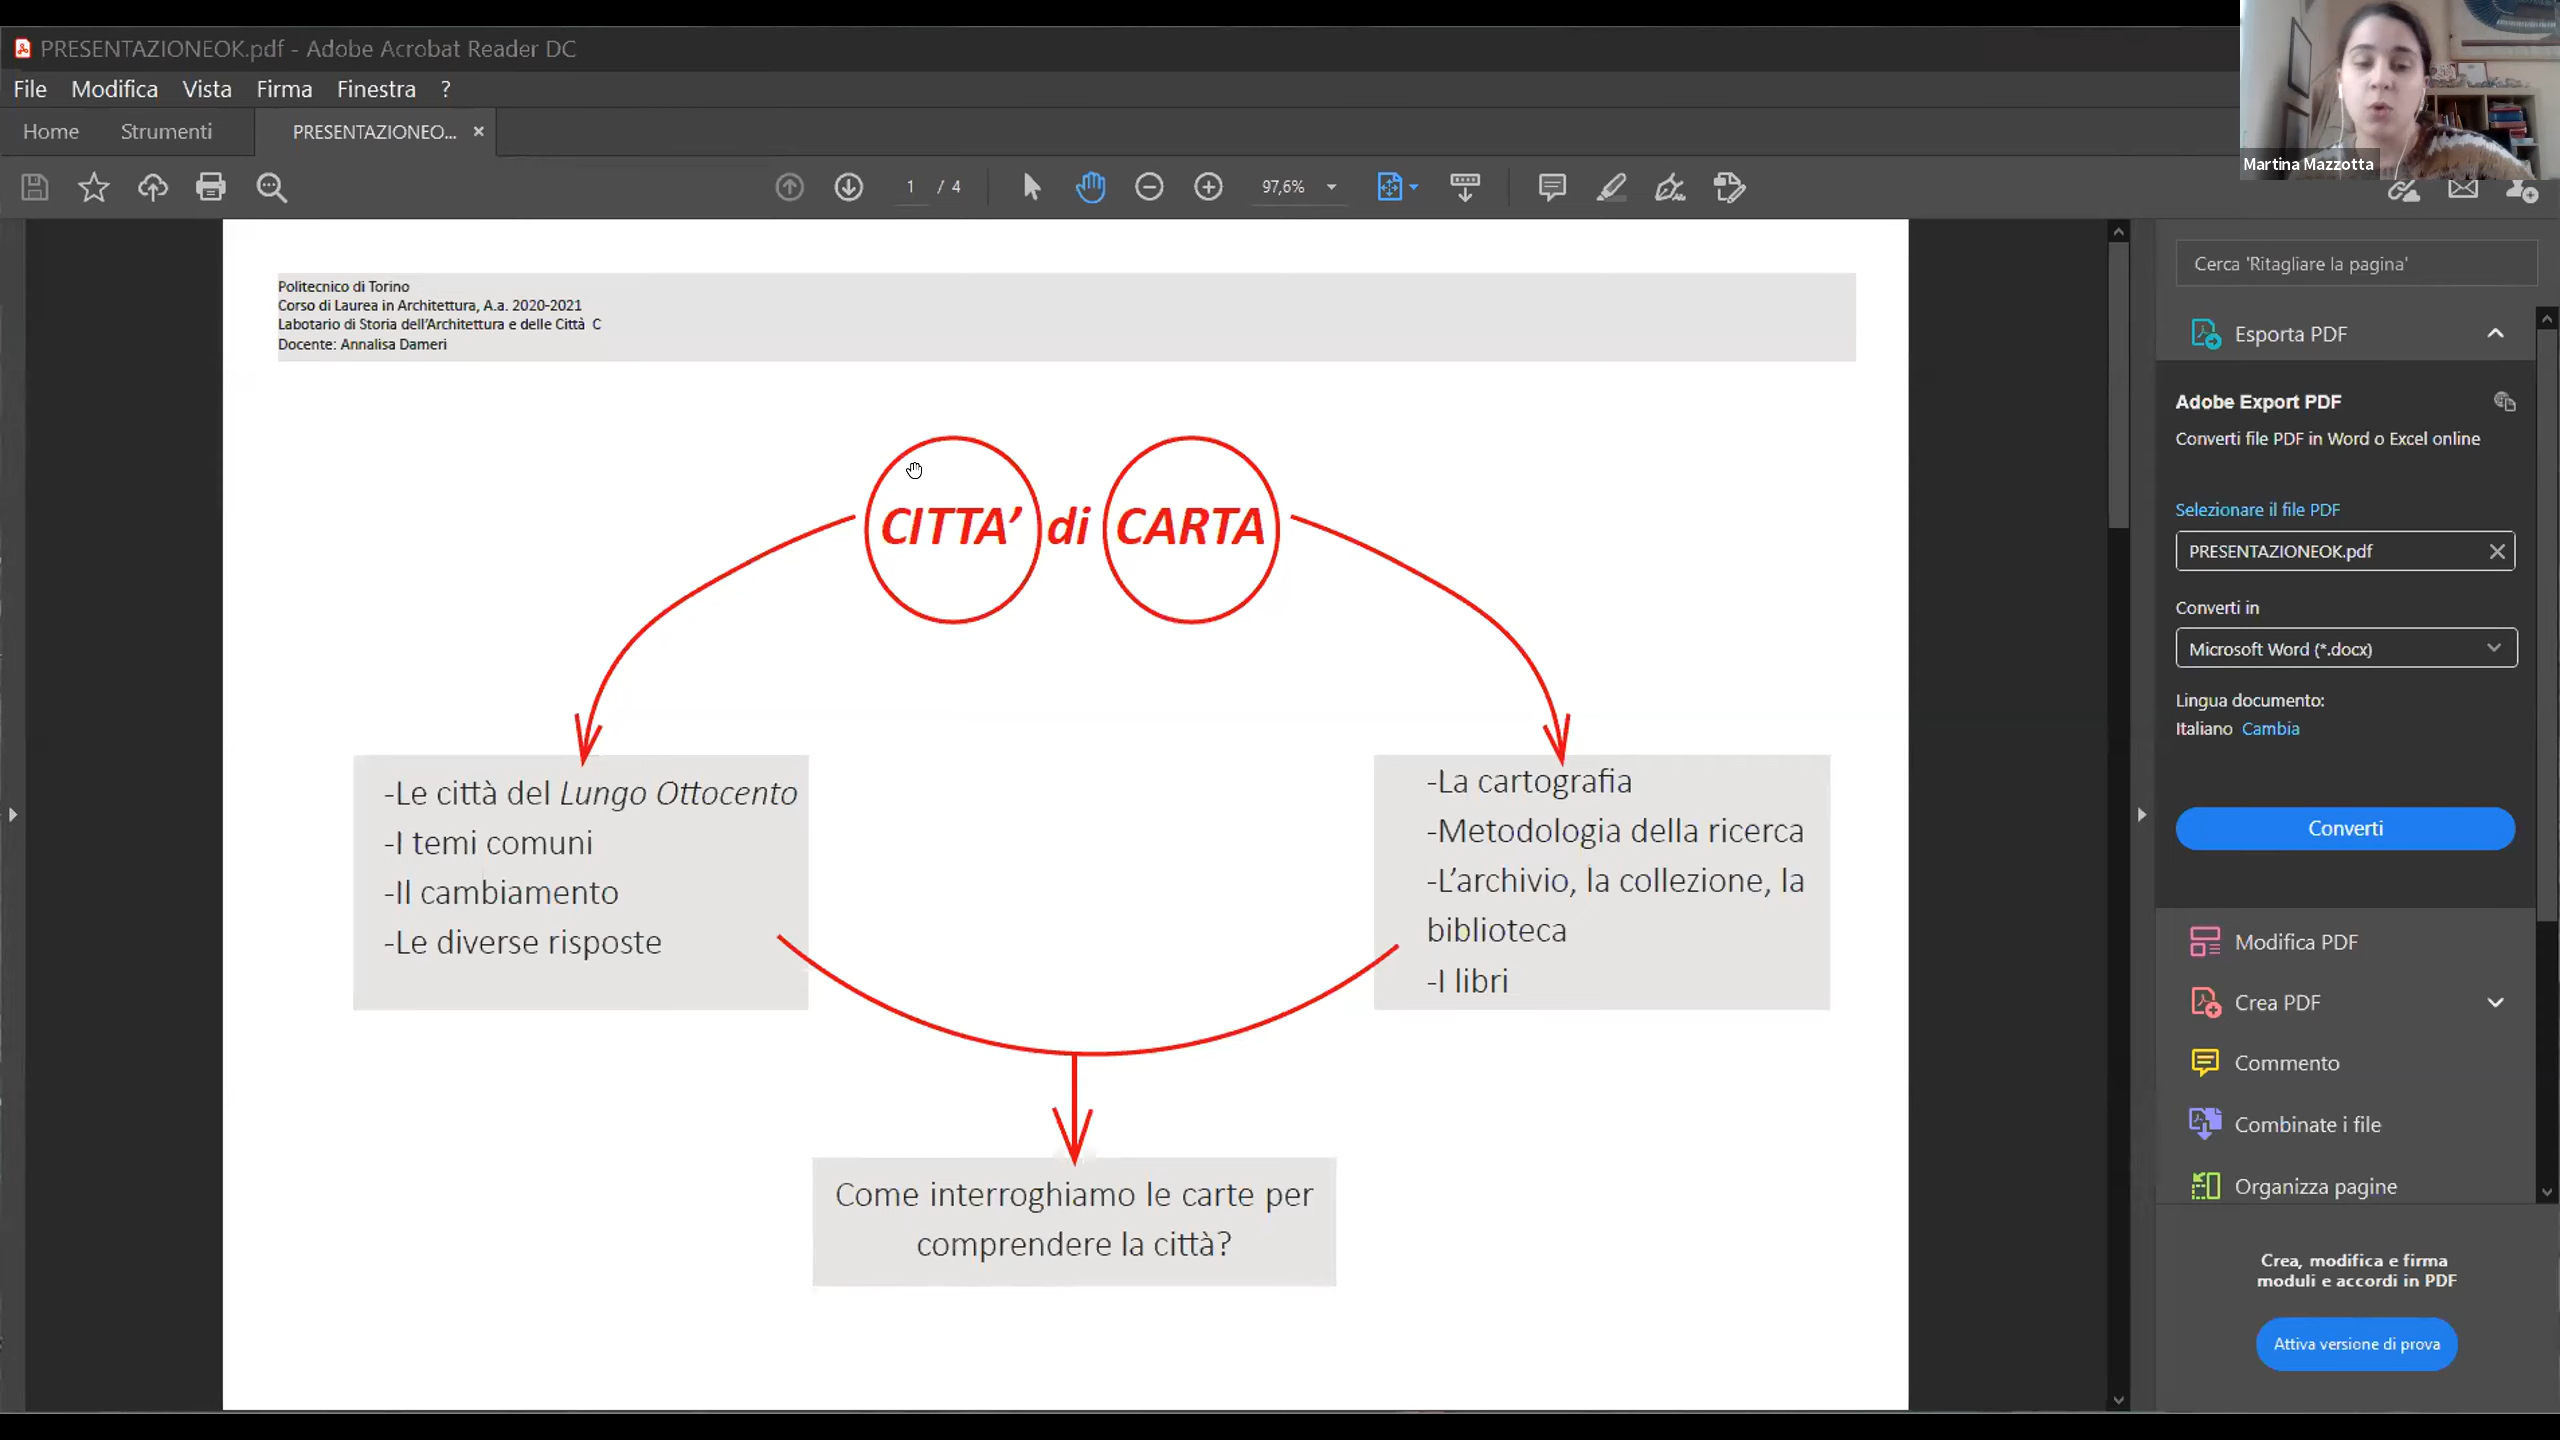 PRESENTAZIONEOK.pdf - Adobe Acrobat Reader DC
File Modifica Vista Firma Finestra ?
Home Strumenti PRESENTAZIONEO... ×
1 / 4 97,6%
Martina Mazzotta
Politecnico di Torino
Corso di Laurea in Architettura, A.a. 2020-2021
Labotario di Storia dell'Architettura e delle Città C
Docente: Annalisa Dameri
CITTA' di CARTA
-Le città del Lungo Ottocento
-I temi comuni
-Il cambiamento
-Le diverse risposte
-La cartografia
-Metodologia della ricerca
-L'archivio, la collezione, la
biblioteca
-I libri
Come interroghiamo le carte per
comprendere la città?
Cerca 'Ritagliare la pagina'
Esporta PDF
Adobe Export PDF
Converti file PDF in Word o Excel online
Selezionare il file PDF
PRESENTAZIONEOK.pdf
Converti in
Microsoft Word (*.docx)
Lingua documento:
Italiano Cambia
Converti
Modifica PDF
Crea PDF
Commento
Combinate i file
Organizza pagine
Crea, modifica e firma
moduli e accordi in PDF
Attiva versione di prova